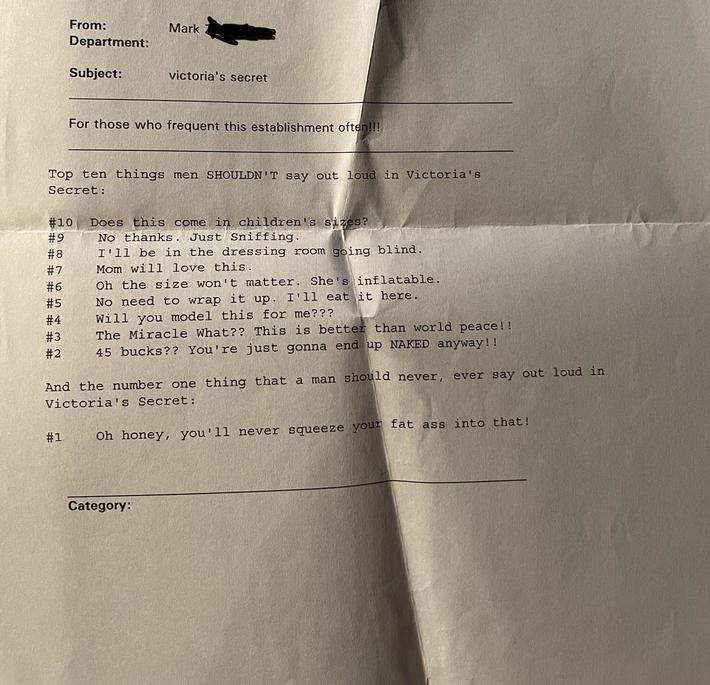 From: Mark
Department:
Subject: victoria's secret
For those who frequent this establishment often!!!
Top ten things men SHOULDN'T say out loud in Victoria's
Secret:
#10 Does this come in children's sizes?
#9 No thanks. Just Sniffing.
#8 I'll be in the dressing room going blind.
#7 Mom will love this.
#6 Oh the size won't matter. She's inflatable.
#5 No need to wrap it up. I'll eat it here.
#4 Will you model this for me???
#3 The Miracle What?? This is better than world peace!!
#2 45 bucks?? You're just gonna end up NAKED anyway!!
And the number one thing that a man should never, ever say out loud in
Victoria's Secret:
#1 Oh honey, you'll never squeeze your fat ass into that!
Category: